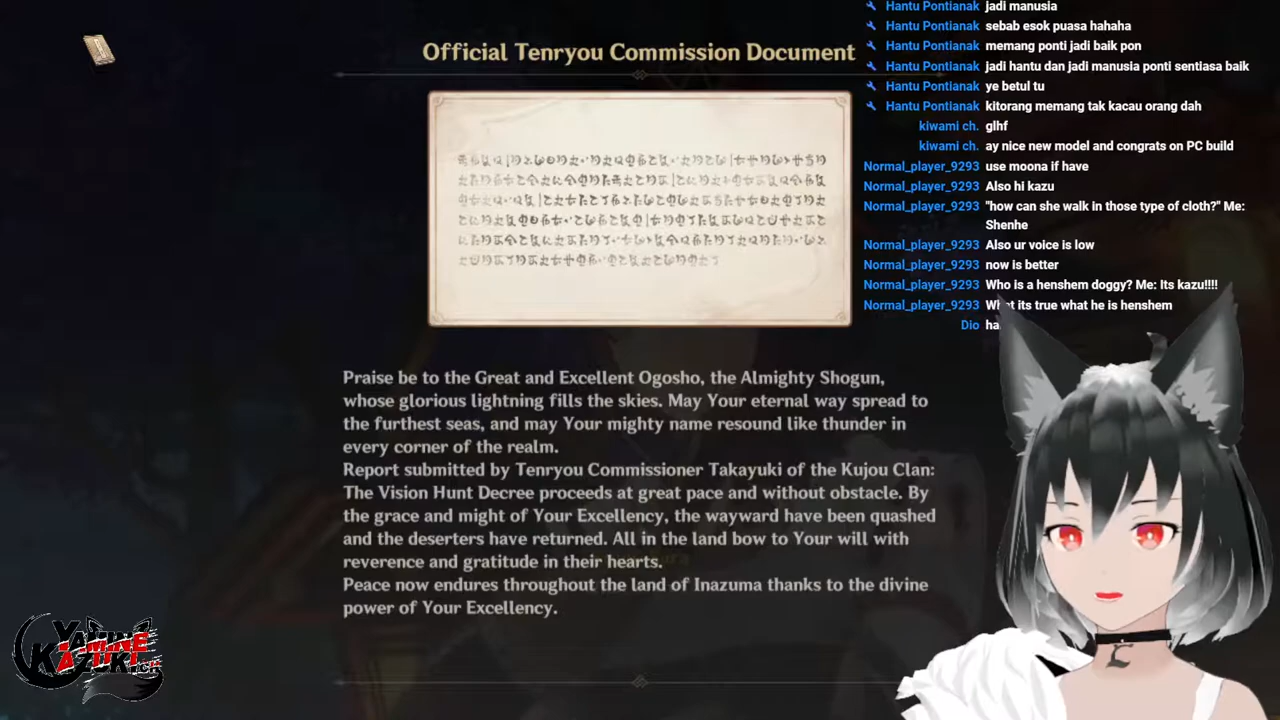 Official Tenryou Commission Document
Praise be to the Great and Excellent Ogosho, the Almighty Shogun,
whose glorious lightning fills the skies. May Your eternal way spread to
the furthest seas, and may Your mighty name resound like thunder in
every corner of the realm.
Report submitted by Tenryou Commissioner Takayuki of the Kujou Clan:
The Vision Hunt Decree proceeds at great pace and without obstacle. By
the grace and might of Your Excellency, the wayward have been quashed
and the deserters have returned. All in the land bow to Your will with
reverence and gratitude in their hearts.
Peace now endures throughout the land of Inazuma thanks to the divine
power of Your Excellency.
Hantu Pontianak jadi manusia
Hantu Pontianak sebab esok puasa hahaha
Hantu Pontianak memang ponti jadi baik pon
Hantu Pontianak jadi hantu dan jadi manusia ponti sentiasa baik
Hantu Pontianak ye betul tu
Hantu Pontianak kitorang memang tak kacau orang dah
kiwami ch. glhf
kiwami ch. ay nice new model and congrats on PC build
Normal_player_9293 use moona if have
Normal_player_9293 Also hi kazu
Normal_player_9293 "how can she walk in those type of cloth?" Me:
Shenhe
Normal_player_9293 Also ur voice is low
Normal_player_9293 now is better
Normal_player_9293 Who is a henshem doggy? Me: Its kazu!!!!
Normal_player_9293 What its true what he is henshem
Dio ha